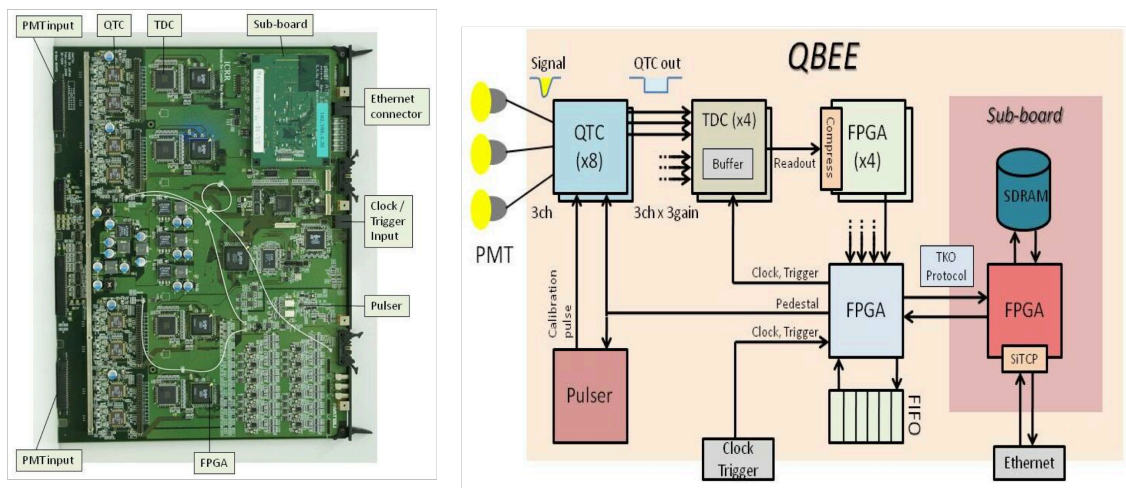 PMTinput
QTC
TDC
Sub-board
Ethernet
connector
Clock /
Trigger
Input
Pulser
PMTinput
FPGA
ICRR
QBEE
Signal
QTC out
QTC
(x8)
TDC (x4)
Buffer
Readout
Compress
FPGA
(x4)
Sub-board
SDRAM
3ch
3ch x 3gain
PMT
Clock, Trigger
Pedestal
Clock, Trigger
Calibration
pulse
FPGA
TKO
Protocol
FPGA
SiTCP
Pulser
FIFO
Clock
Trigger
Ethernet